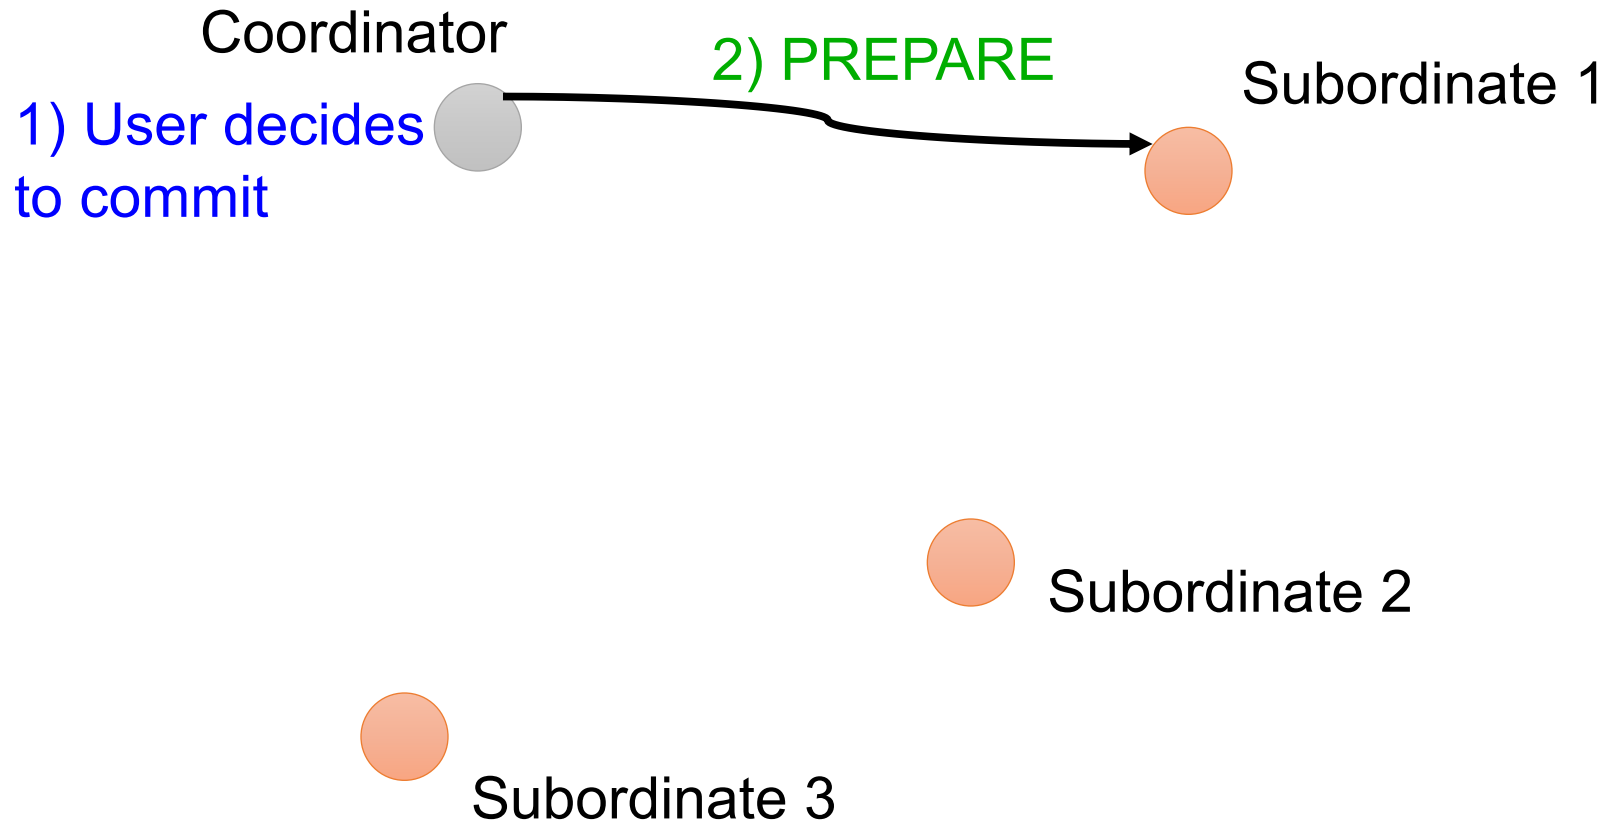 Coordinator
2) PREPARE
Subordinate 1
1) User decides
to commit
Subordinate 2
Subordinate 3